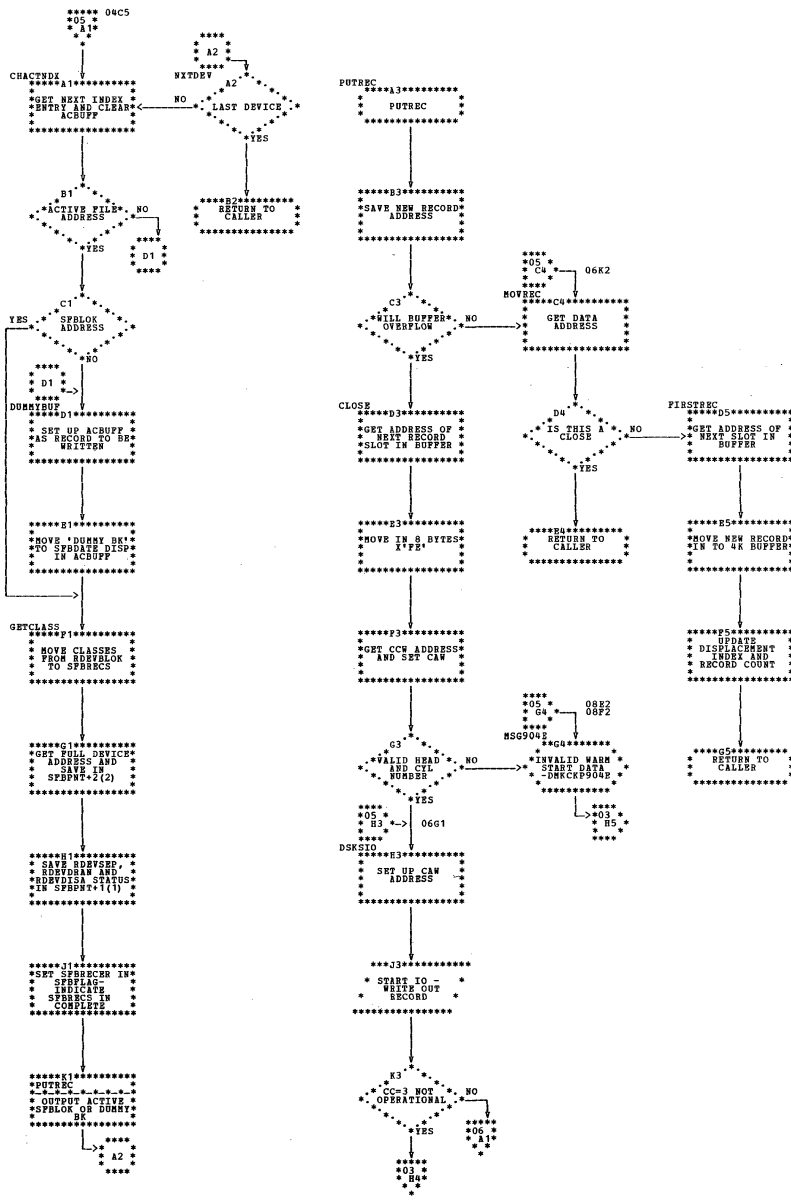 04C5
05
A1
CHACTNDX
A1
GET NEXT INDEX
ENTRY AND CLEAR
ACBUFF
B1
ACTIVE FILE
ADDRESS
NO
D1
YES
C1
YES
SFBLOK
ADDRESS
NO
D1
DUMMYBUF
D1
SET UP ACBUFF
AS RECORD TO BE
WRITTEN
E1
MOVE 'DUMMY BK'
TO SFBDATE DISP
IN ACBUFF
GETCLASS
F1
MOVE CLASSES
FROM RDEVBLOK
TO SFBRECS
G1
GET FULL DEVICE
ADDRESS AND
SAVE IN
SFBPNT+2(2)
H1
SAVE RDEVSEP,
RDEVDRAN AND
RDEVDISA STATUS
IN SFBPNT+1(1)
J1
SET SFBRECER IN
SFBFLAG-
INDICATE
SFBRECS IN
COMPLETE
K1
PUTREC
OUTPUT ACTIVE
SFBLOK OR DUMMY
BK
A2
A2
NXTDEV
A2
NO
LAST DEVICE
YES
B2
RETURN TO
CALLER
PUTREC
A3
PUTREC
B3
SAVE NEW RECORD
ADDRESS
C3
WILL BUFFER
OVERFLOW
NO
YES
CLOSE
D3
GET ADDRESS OF
NEXT RECORD
SLOT IN BUFFER
E3
MOVE IN 8 BYTES
X'FE'
F3
GET CCW ADDRESS
AND SET CAW
G3
VALID HEAD
AND CYL
NUMBER
NO
YES
05
H3
06G1
DSKSIO
H3
SET UP CAW
ADDRESS
J3
START IO -
WRITE OUT
RECORD
K3
CC=3 NOT
OPERATIONAL
NO
06
A1
YES
03
H4
05
C4
06K2
MOVREC
C4
GET DATA
ADDRESS
D4
IS THIS A
CLOSE
NO
YES
E4
RETURN TO
CALLER
05
G4
08E2
08F2
MSG904E
G4
INVALID WARM
START DATA
-DMKCKP904E
03
H5
FIRSTREC
D5
GET ADDRESS OF
NEXT SLOT IN
BUFFER
E5
MOVE NEW RECORD
IN TO 4K BUFFER
F5
UPDATE
DISPLACEMENT
INDEX AND
RECORD COUNT
G5
RETURN TO
CALLER